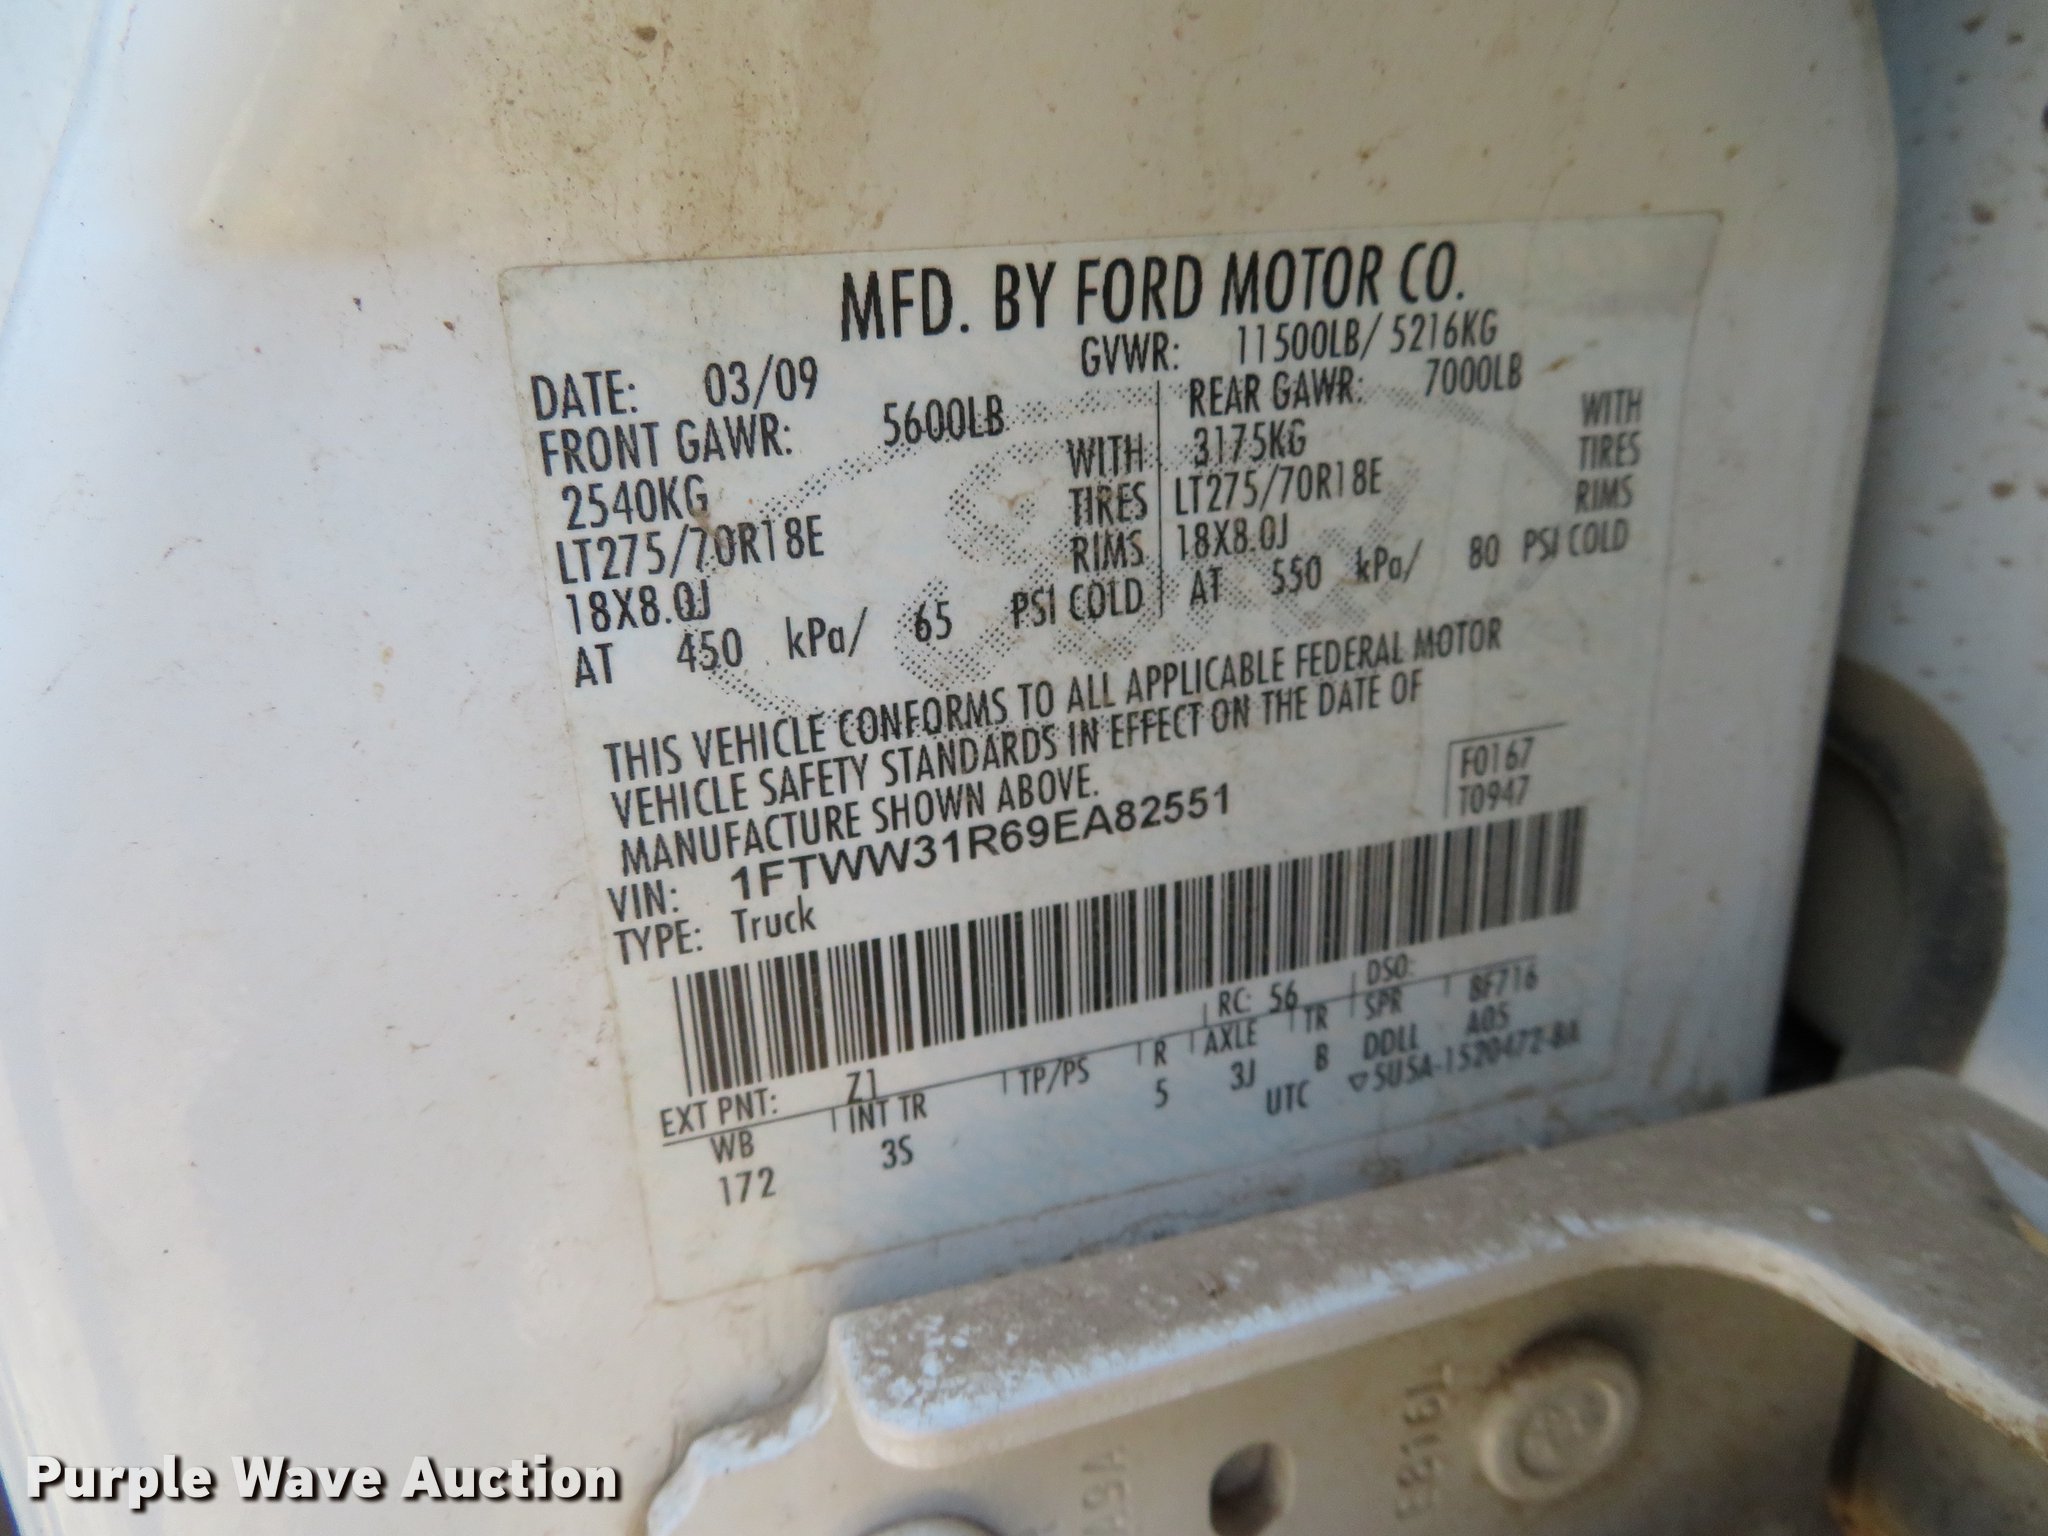 MFD. BY FORD MOTOR CO.
DATE: 03/09 GVWR: 11500LB/ 5216KG
FRONT GAWR: 5600LB REAR GAWR: 7000LB
2540KG WITH 3175KG WITH
LT275/70R18E TIRES LT275/70R18E TIRES
18X8.0J RIMS 18X8.0J RIMS
AT 450 kPa/ 65 PSI COLD AT 550 kPa/ 80 PSI COLD
THIS VEHICLE CONFORMS TO ALL APPLICABLE FEDERAL MOTOR
VEHICLE SAFETY STANDARDS IN EFFECT ON THE DATE OF
MANUFACTURE SHOWN ABOVE.
F0167
T0947
VIN: 1FTWW31R69EA82551
TYPE: Truck
EXT PNT: Z1 RC: 56 DSO:
WB INT TR TP/PS R AXLE TR SPR 8F716
172 3S 5 3J B DDLL A05
UTC ▽5U5A-1520472-BA
Purple Wave Auction